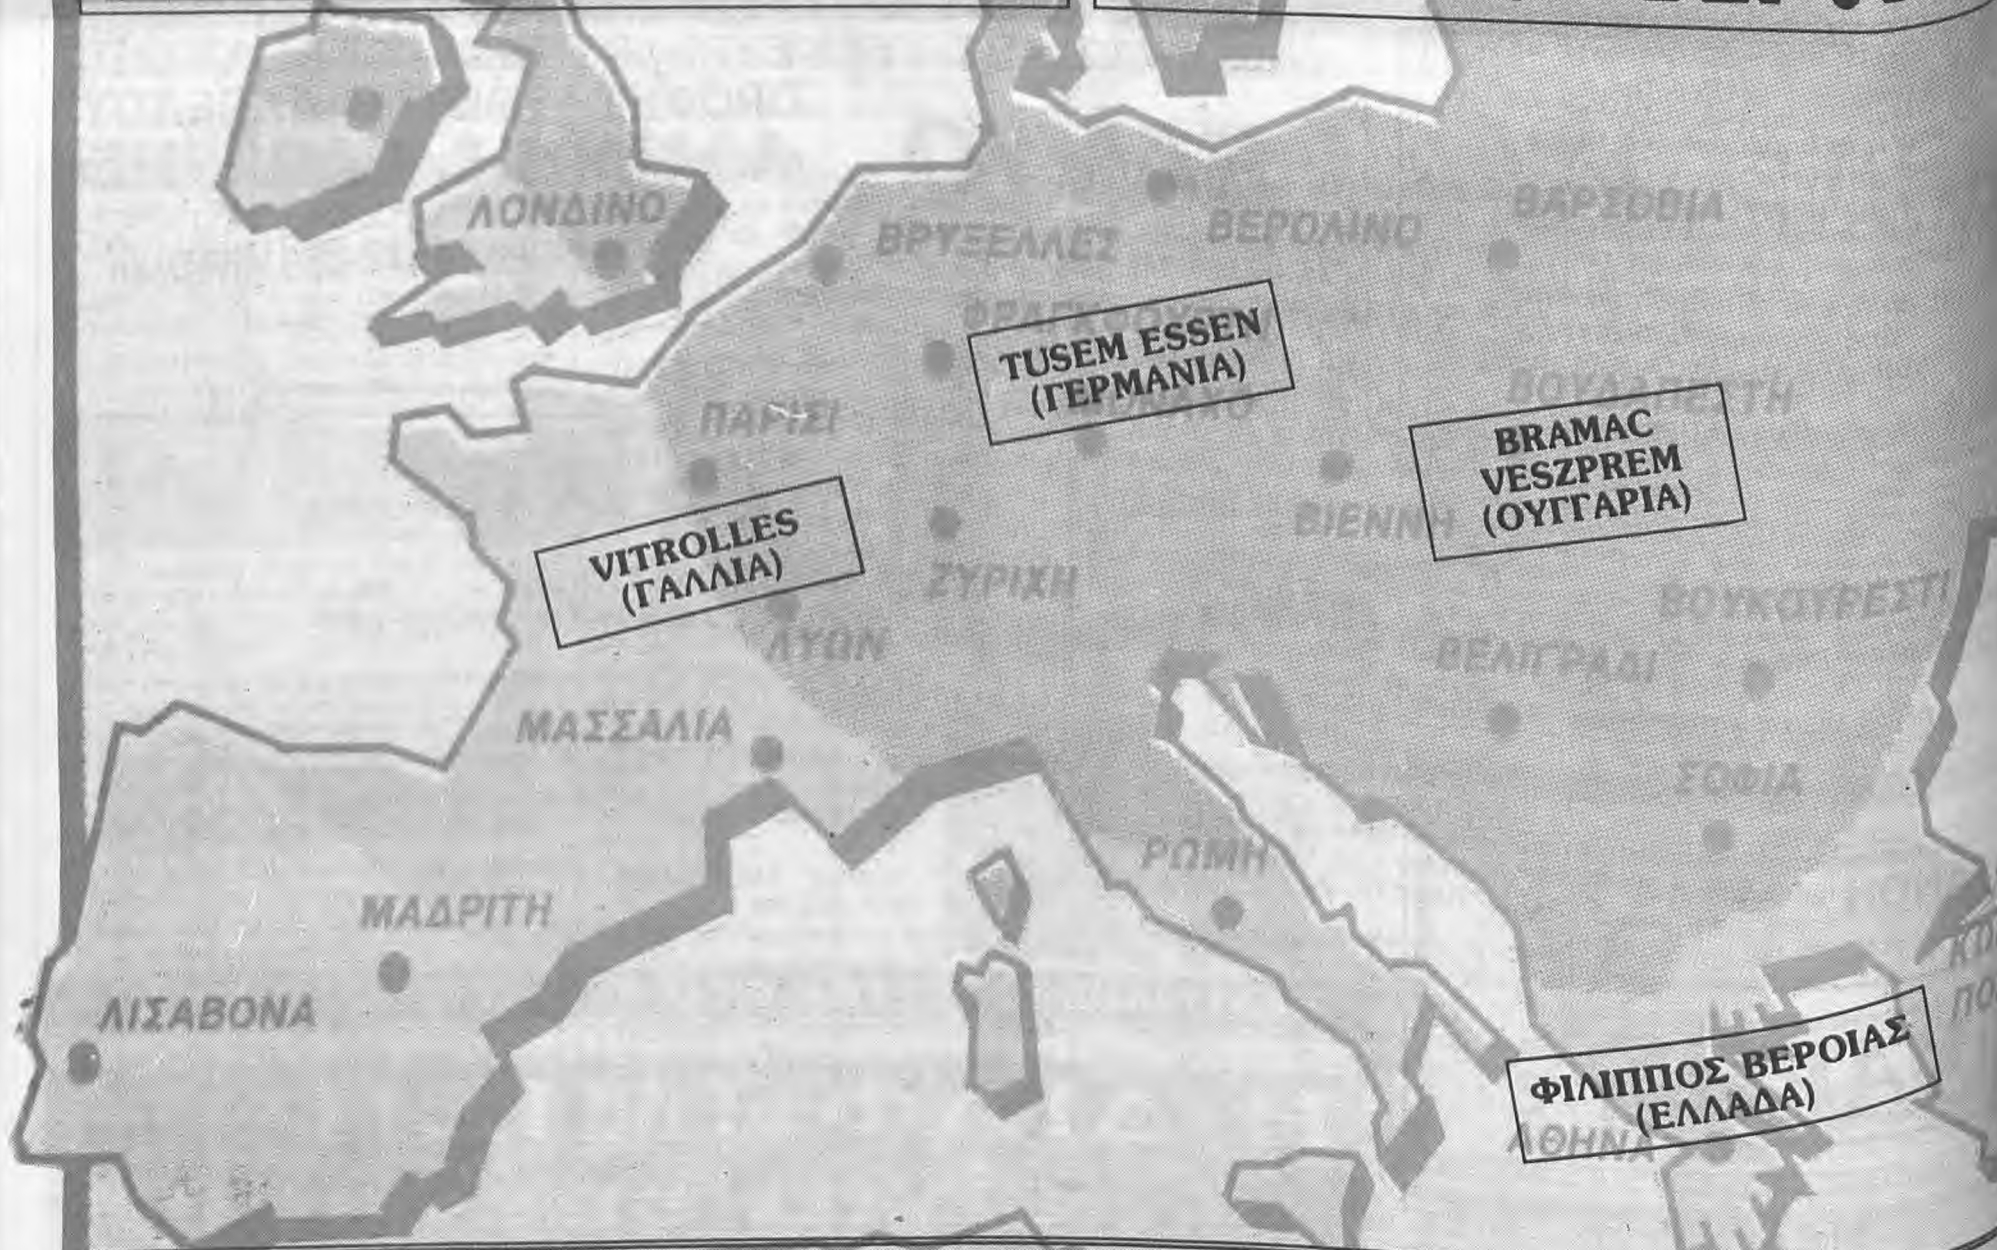 ΛΟΝΔΙΝΟ
ΒΡΥΞΕΛΛΕΣ
ΒΕΡΟΛΙΝΟ
ΒΑΡΣΟΒΙΑ
TUSEM ESSEN
(ΓΕΡΜΑΝΙΑ)
ΠΑΡΙΣΙ
BRAMAC
VESZPREM
(ΟΥΓΓΑΡΙΑ)
ΒΙΕΝΝΗ
VITROLLES
(ΓΑΛΛΙΑ)
ΖΥΡΙΧΗ
ΛΥΩΝ
ΒΟΥΚΟΥΡΕΣΤΙ
ΒΕΛΙΓΡΑΔΙ
ΜΑΣΣΑΛΙΑ
ΣΟΦΙΑ
ΡΩΜΗ
ΜΑΔΡΙΤΗ
ΛΙΣΑΒΟΝΑ
ΦΙΛΙΠΠΟΣ ΒΕΡΟΙΑΣ
(ΕΛΛΑΔΑ)
ΑΘΗΝΑ